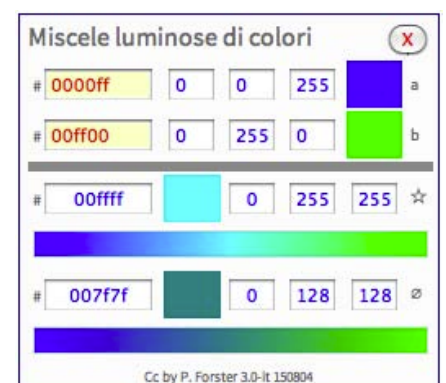 Miscele luminose di colori X
# 0000ff 0 0 255 a
# 00ff00 0 255 0 b
# 00ffff 0 255 255 ☆
# 007f7f 0 128 128 ∅
Cc by P. Forster 3.0-it 150804